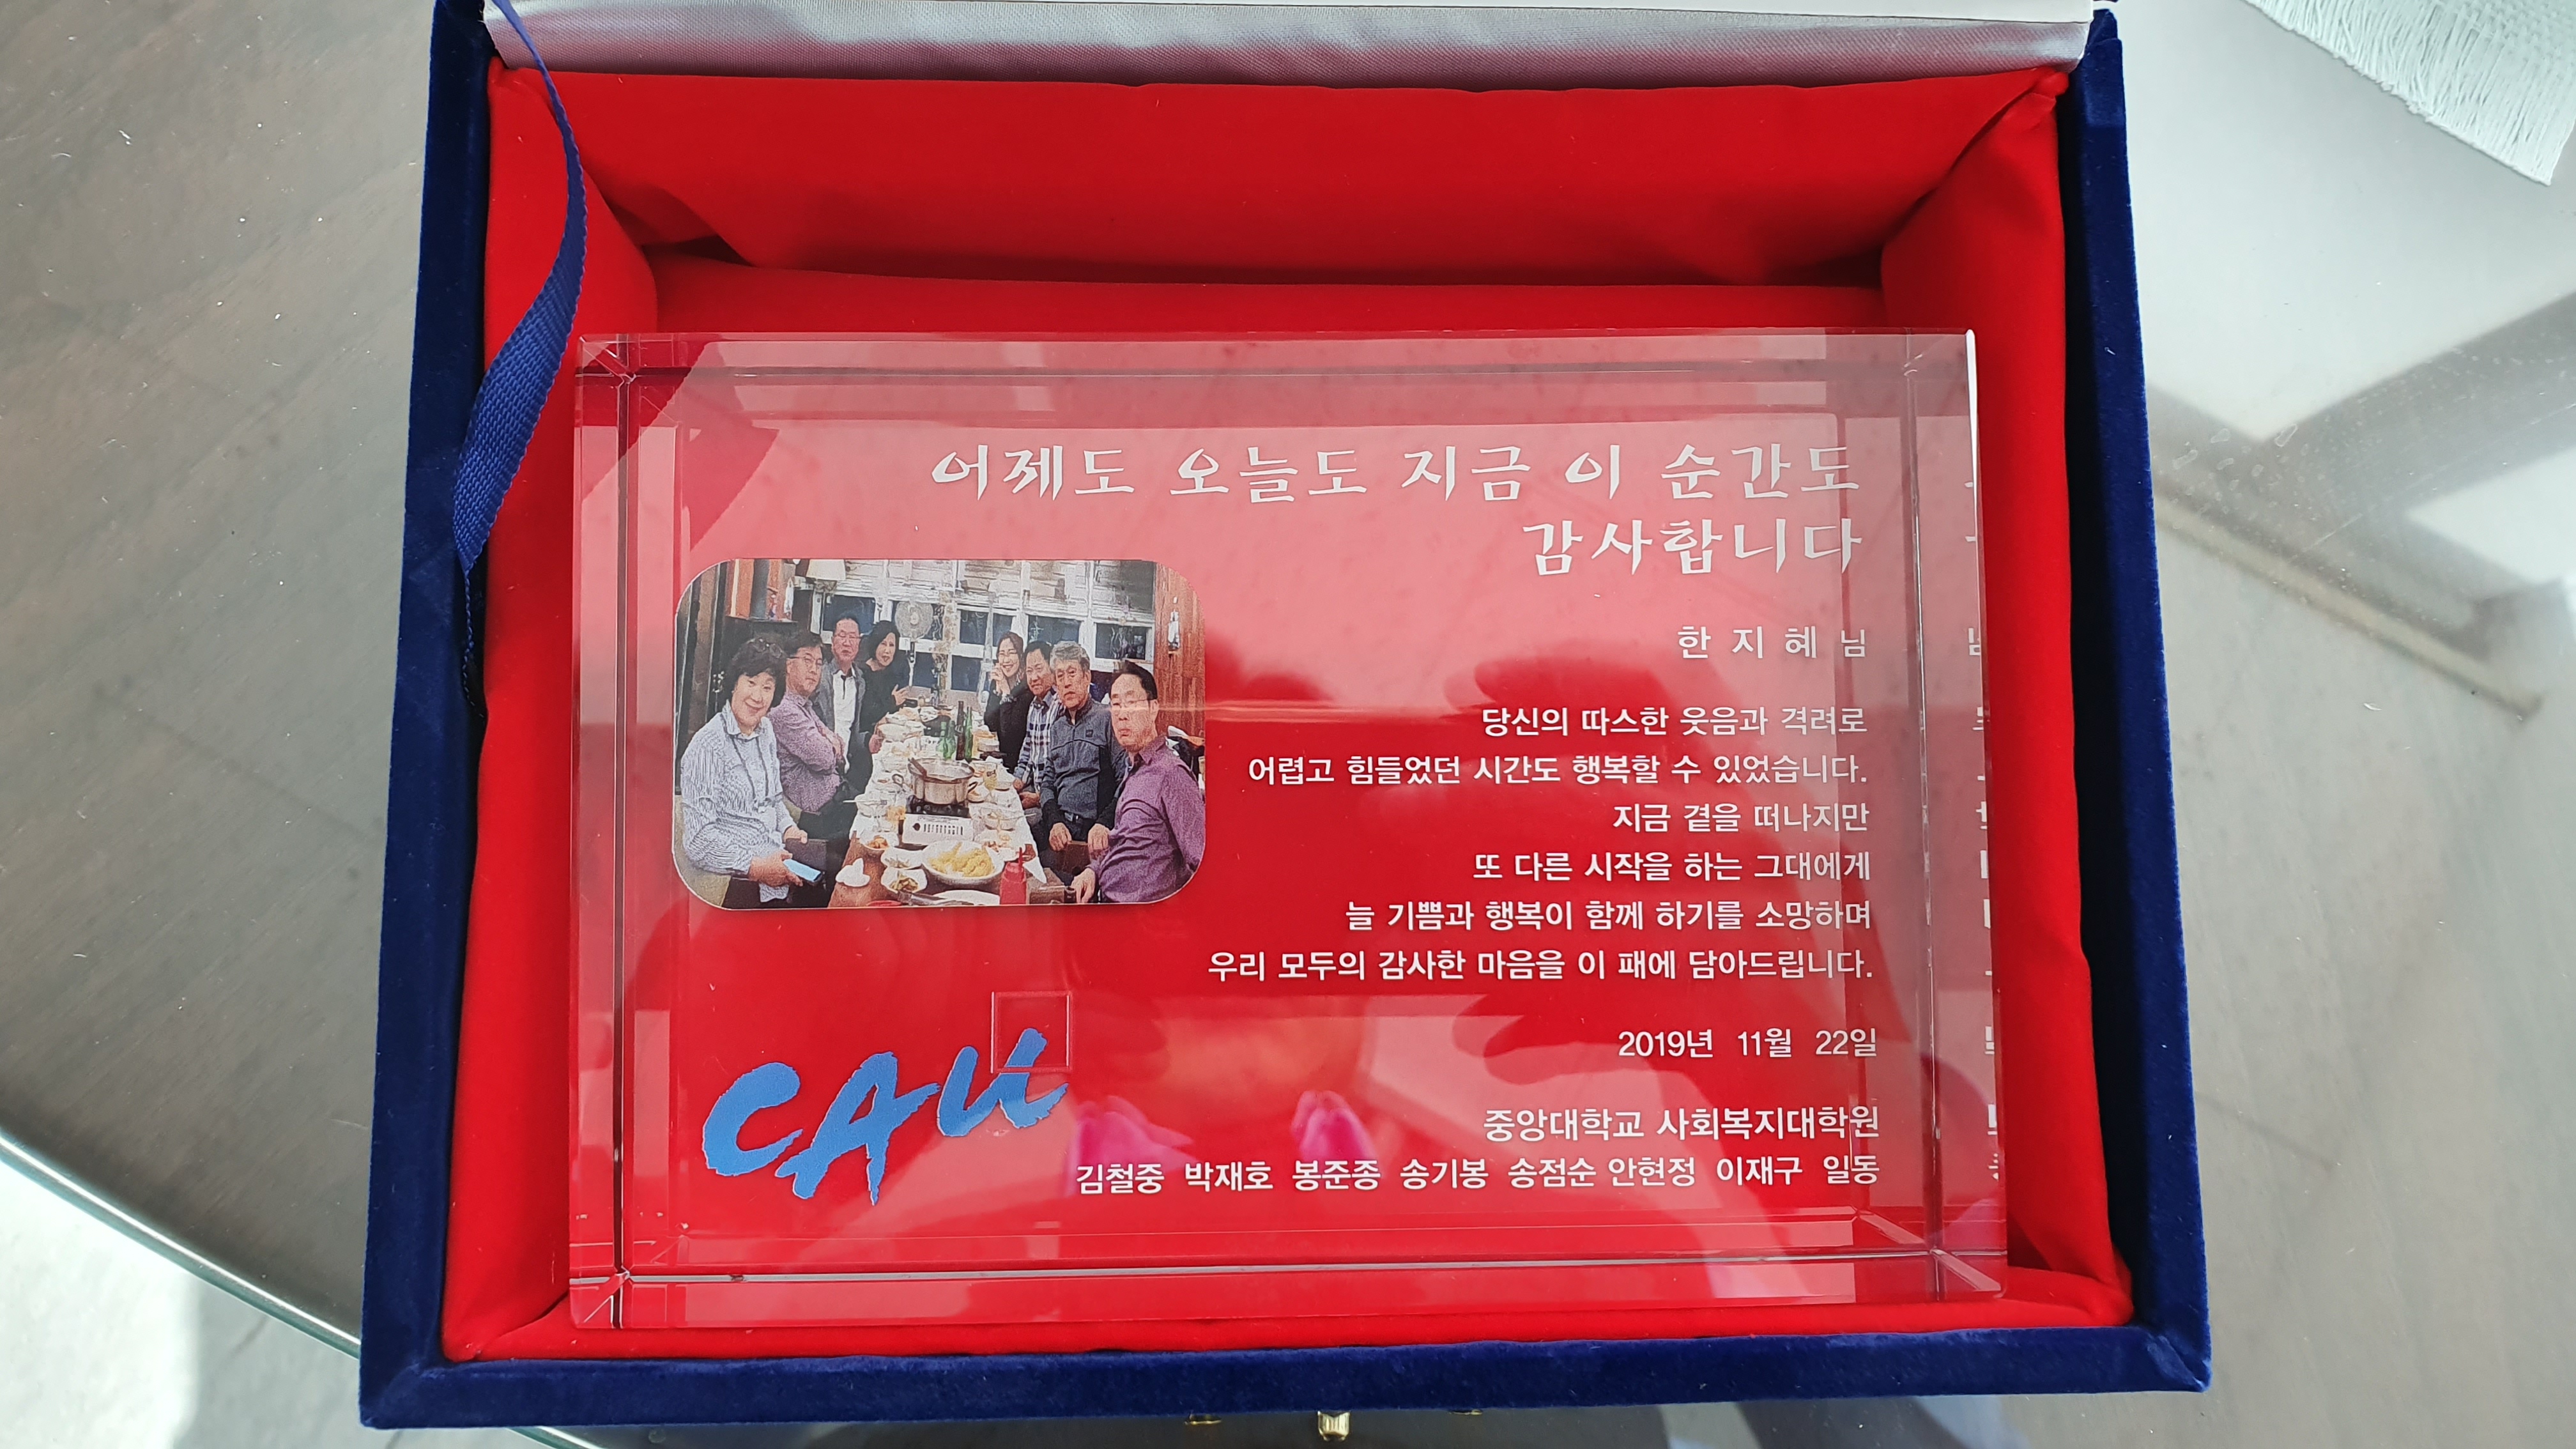 어제도 오늘도 지금 이 순간도
감사합니다
한 지 혜 님
당신의 따스한 웃음과 격려로
어렵고 힘들었던 시간도 행복할 수 있었습니다.
지금 곁을 떠나지만
또 다른 시작을 하는 그대에게
늘 기쁨과 행복이 함께 하기를 소망하며
우리 모두의 감사한 마음을 이 패에 담아드립니다.
2019년 11월 22일
CAU
중앙대학교 사회복지대학원
김철중 박재호 봉준종 송기봉 송점순 안현정 이재구 일동